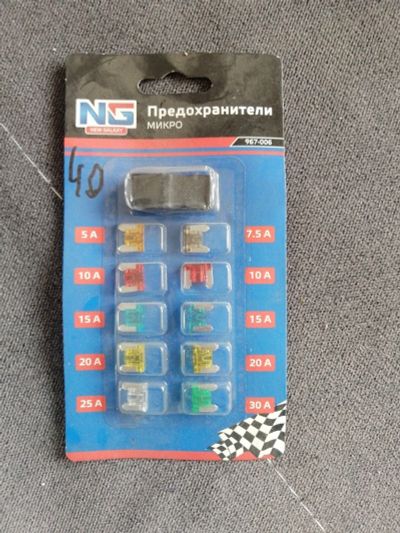 NG
NEW GALAXY
Предохранители
МИКРО
967-006
40
5 A 7.5 A
10 A 10 A
15 A 15 A
20 A 20 A
25 A 30 A